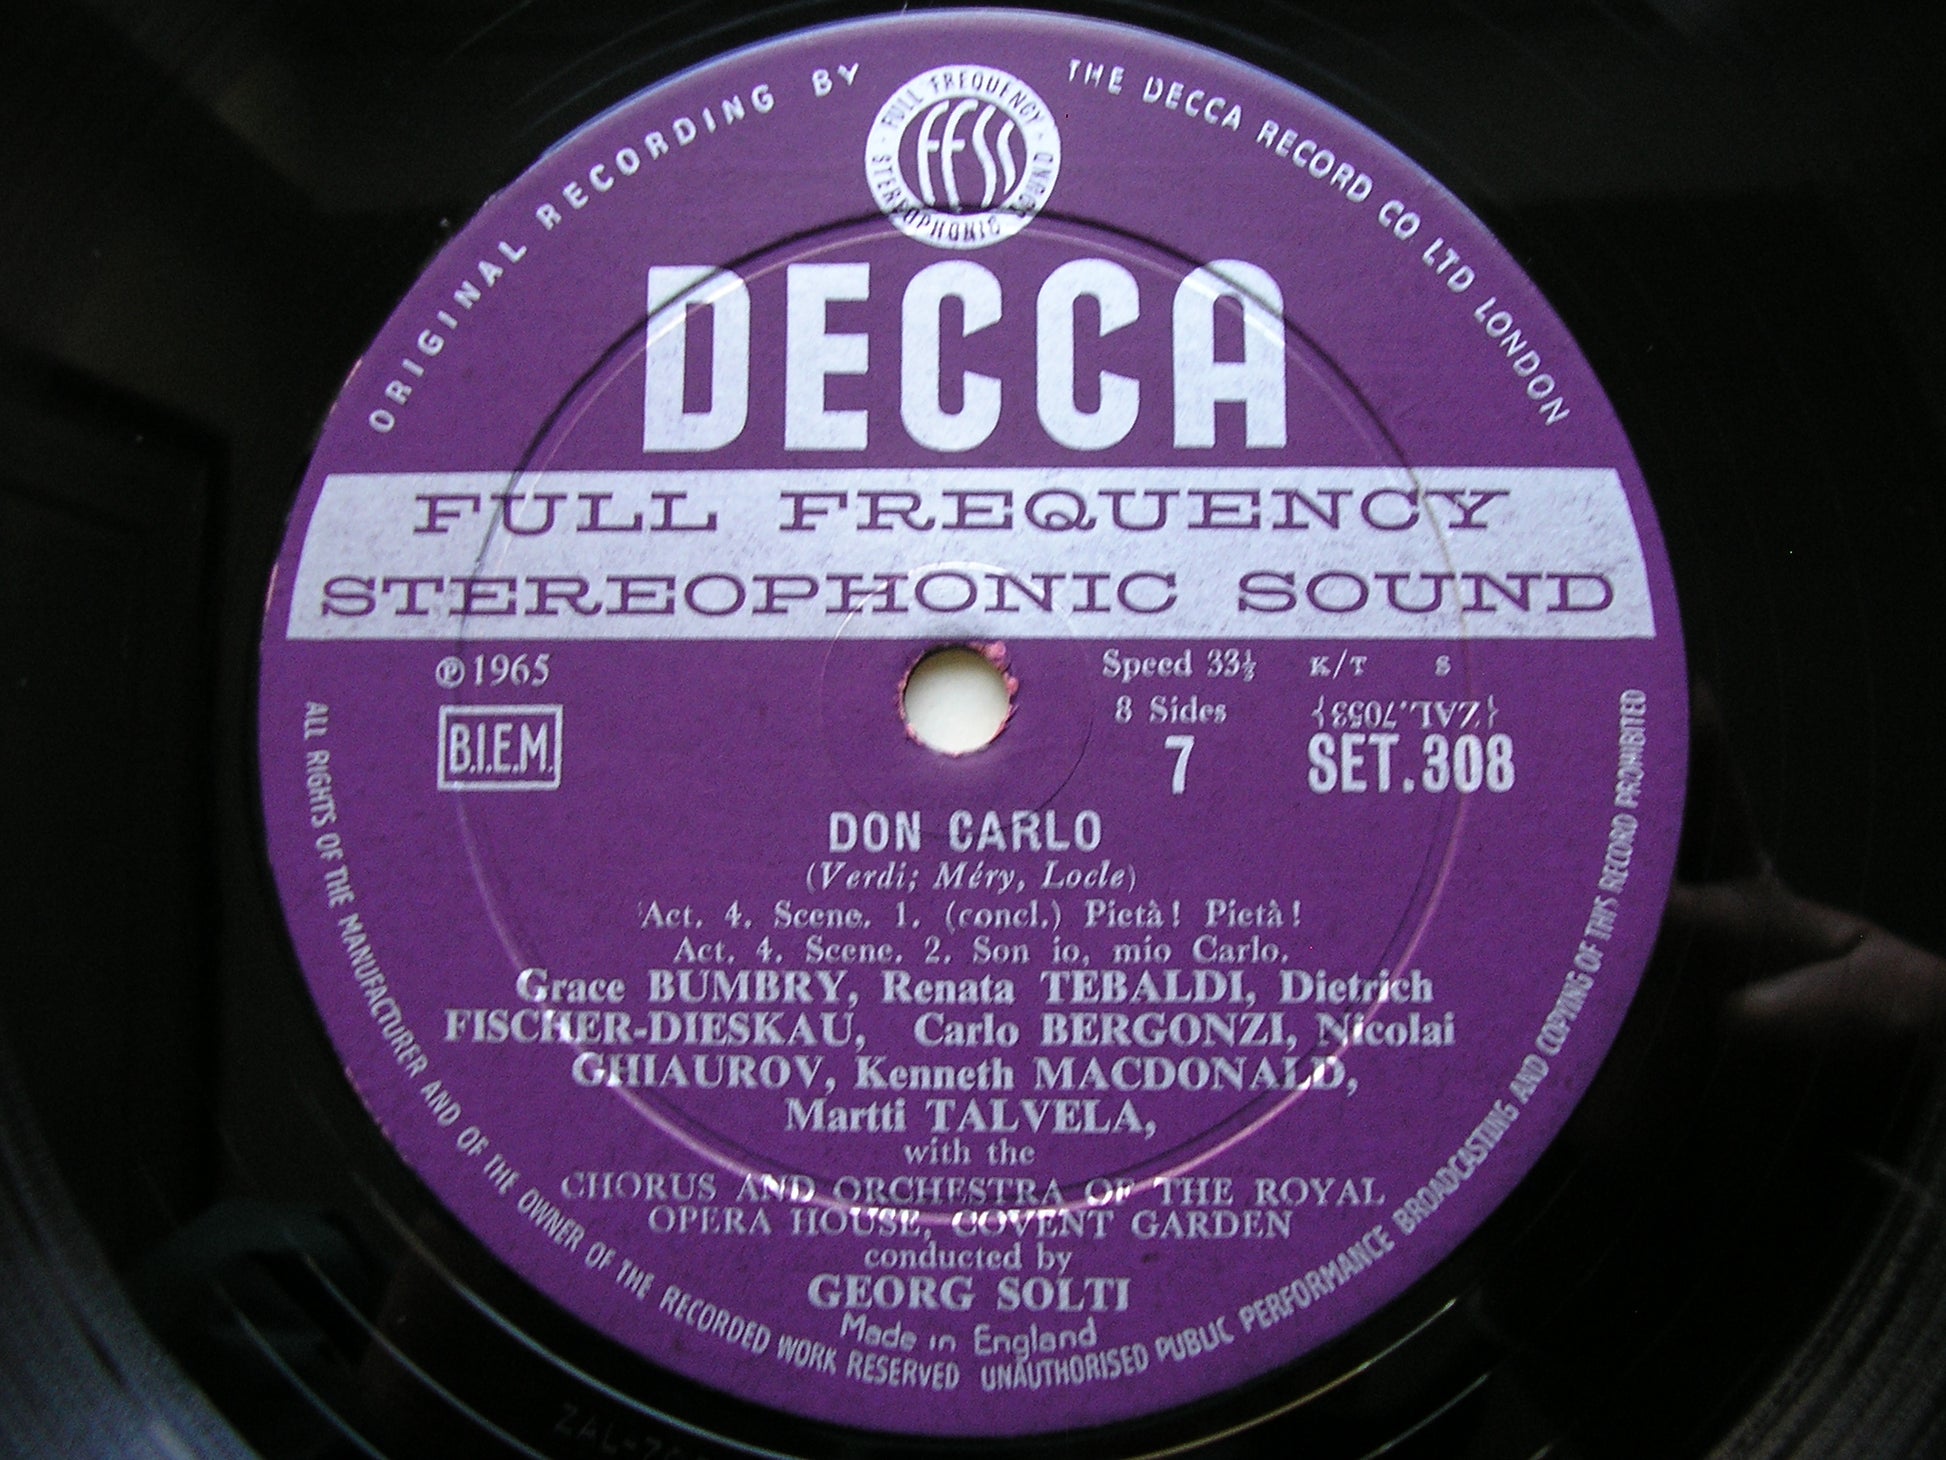 ORIGINAL RECORDING BY THE DECCA RECORD CO LTD LONDON
FULL FREQUENCY STEREOPHONIC SOUND
FFSS
DECCA
FULL FREQUENCY
STEREOPHONIC SOUND
℗ 1965
B.I.E.M.
Speed 33⅓ K/T S
8 Sides {ZAL.7053}
7 SET.308
DON CARLO
(Verdi; Méry, Locle)
Act. 4. Scene. 1. (concl.) Pietà! Pietà!
Act. 4. Scene. 2. Son io, mio Carlo.
Grace BUMBRY, Renata TEBALDI, Dietrich
FISCHER-DIESKAU, Carlo BERGONZI, Nicolai
GHIAUROV, Kenneth MACDONALD,
Martti TALVELA,
with the
CHORUS AND ORCHESTRA OF THE ROYAL
OPERA HOUSE, COVENT GARDEN
conducted by
GEORG SOLTI
Made in England
ALL RIGHTS OF THE MANUFACTURER AND OF THE OWNER OF THE RECORDED WORK RESERVED UNAUTHORISED PUBLIC PERFORMANCE BROADCASTING AND COPYING OF THIS RECORD PROHIBITED